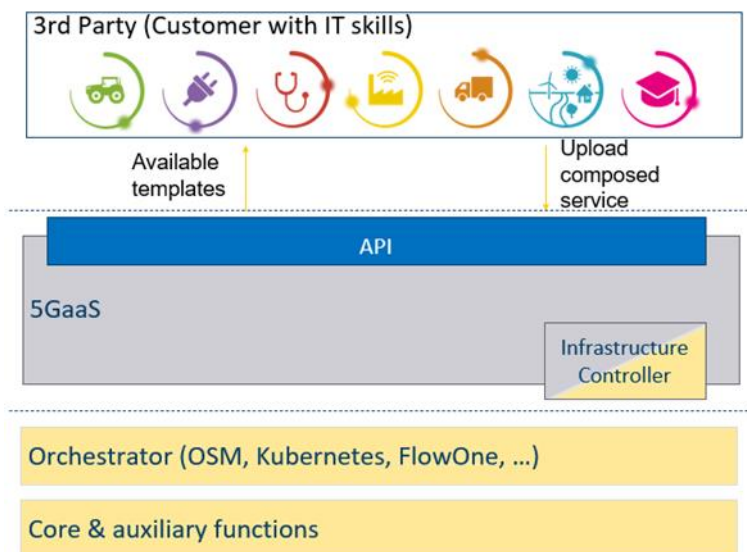 3rd Party (Customer with IT skills)
Available
templates
Upload
composed
service
API
5GaaS
Infrastructure
Controller
Orchestrator (OSM, Kubernetes, FlowOne, ...)
Core & auxiliary functions